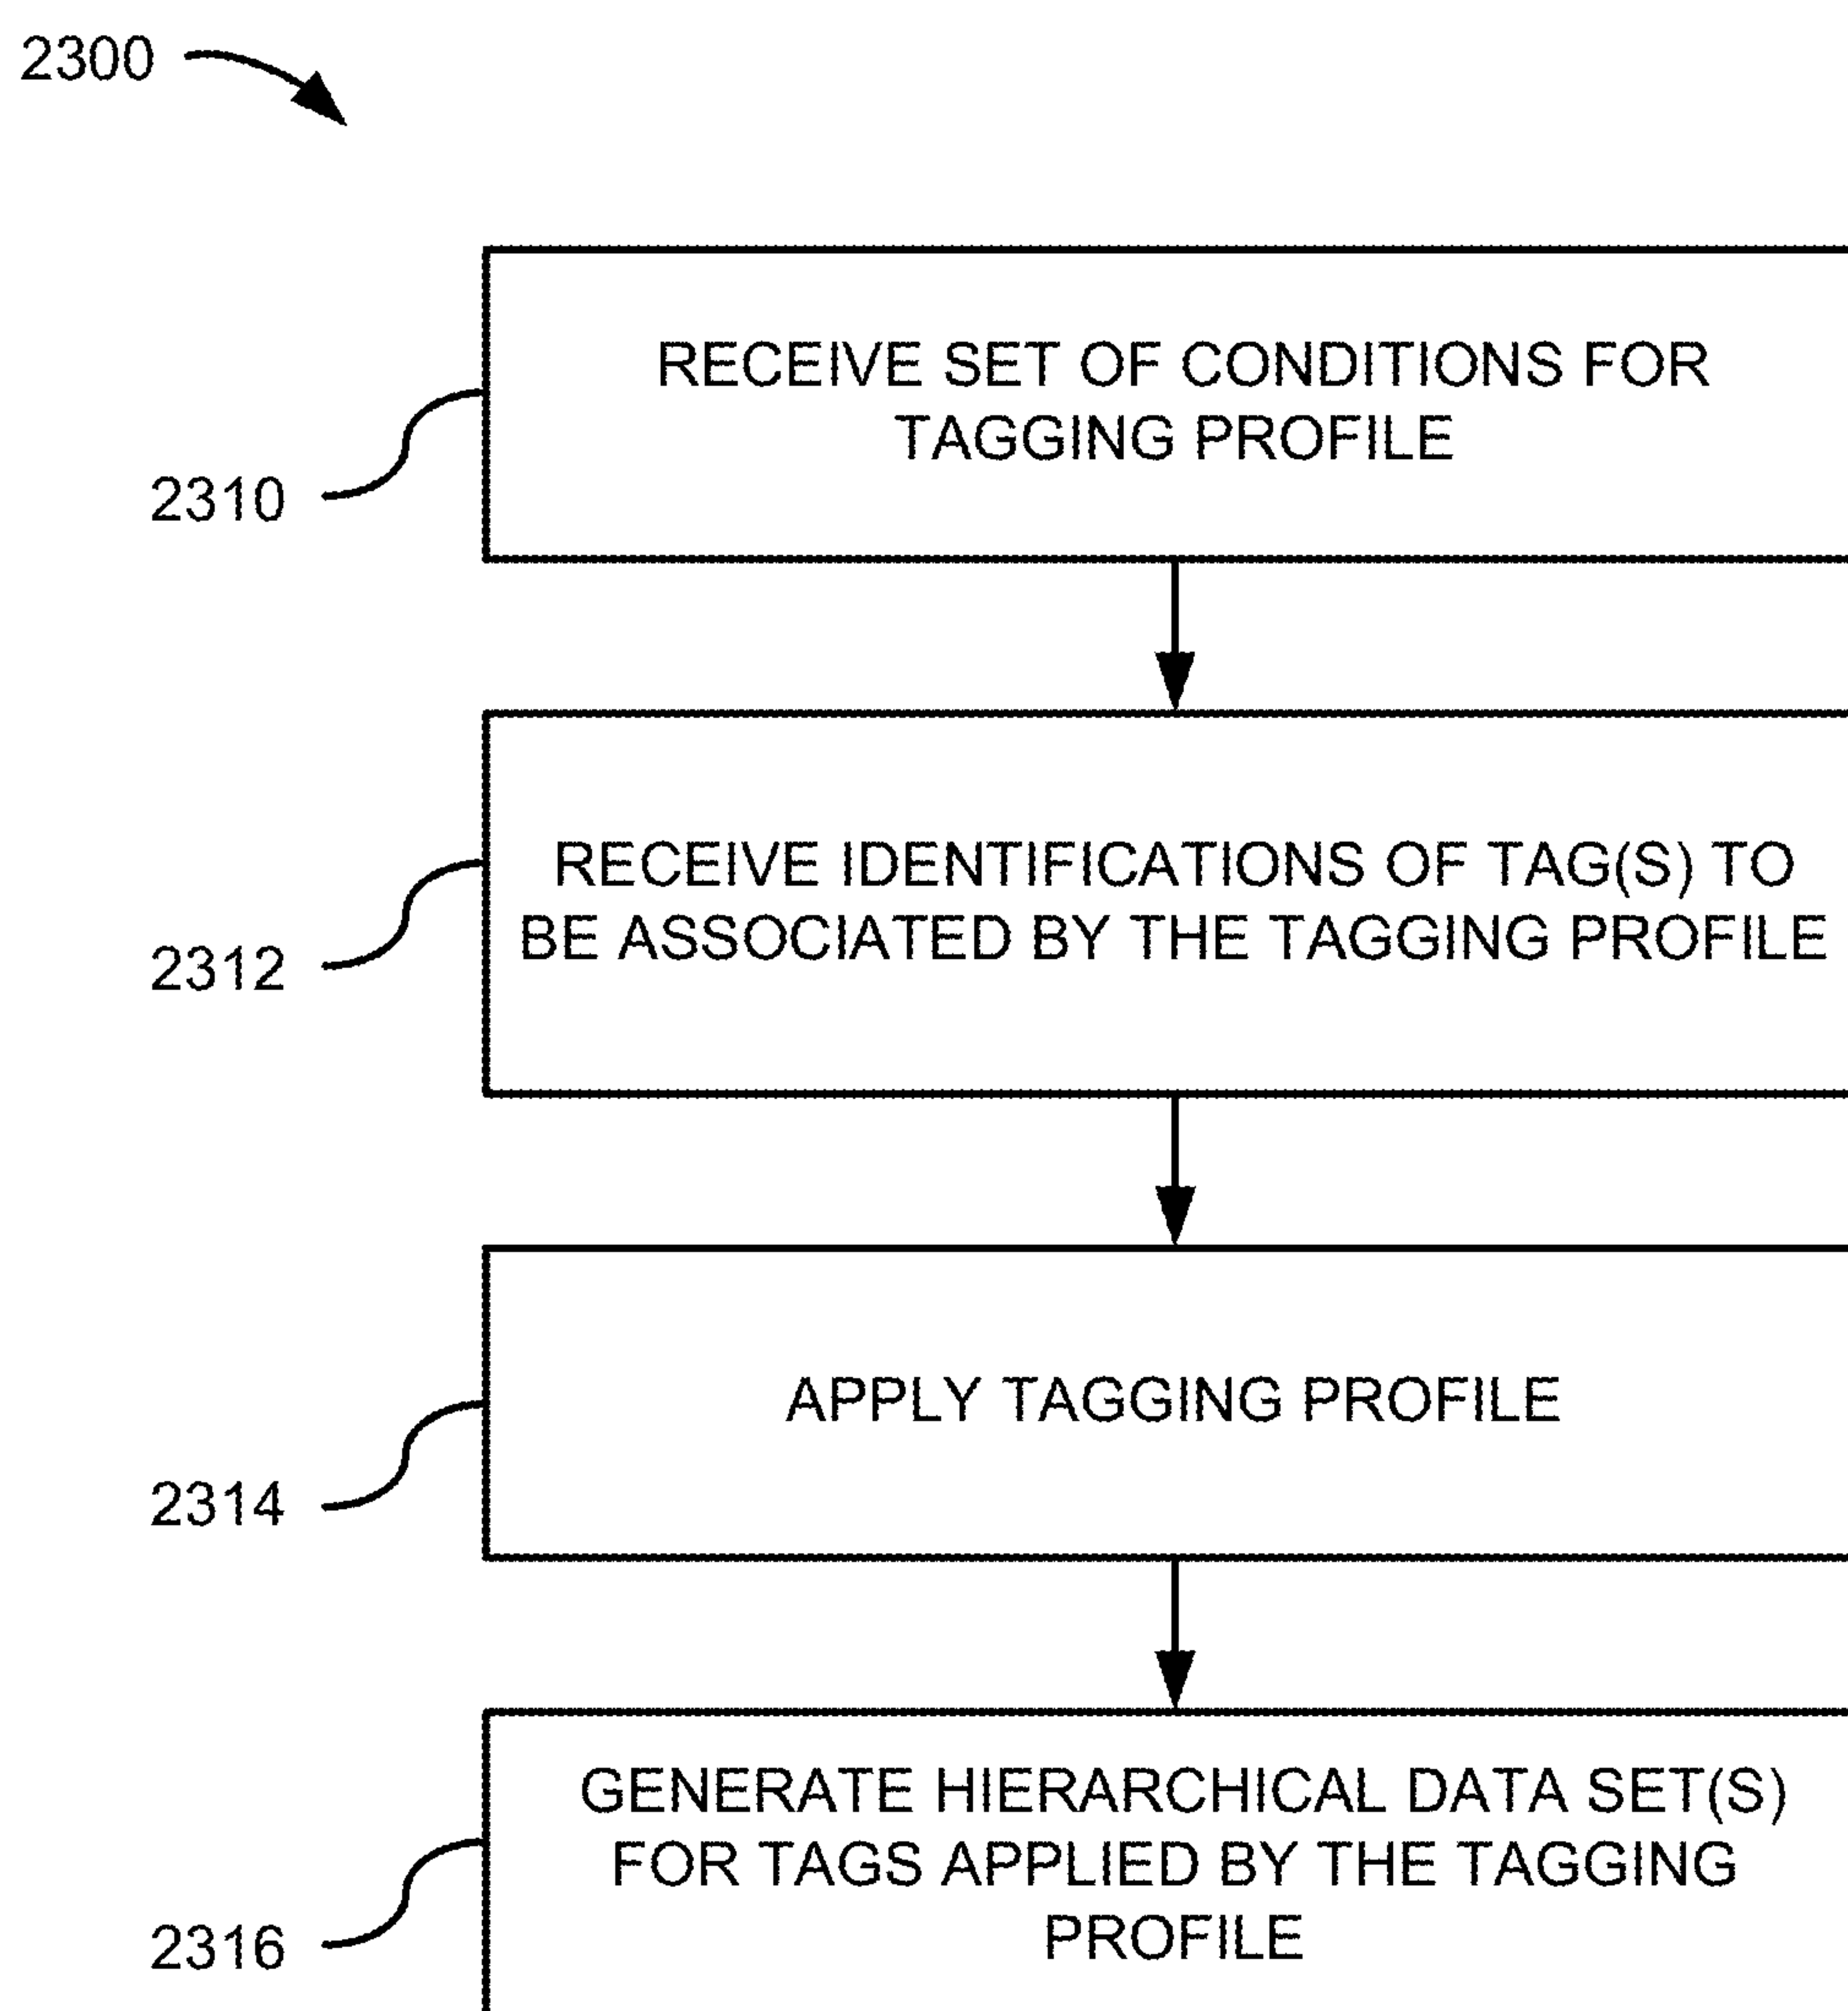 2300
RECEIVE SET OF CONDITIONS FOR
TAGGING PROFILE
2310
RECEIVE IDENTIFICATIONS OF TAG(S) TO
BE ASSOCIATED BY THE TAGGING PROFILE
2312
APPLY TAGGING PROFILE
2314
GENERATE HIERARCHICAL DATA SET(S)
FOR TAGS APPLIED BY THE TAGGING
PROFILE
2316